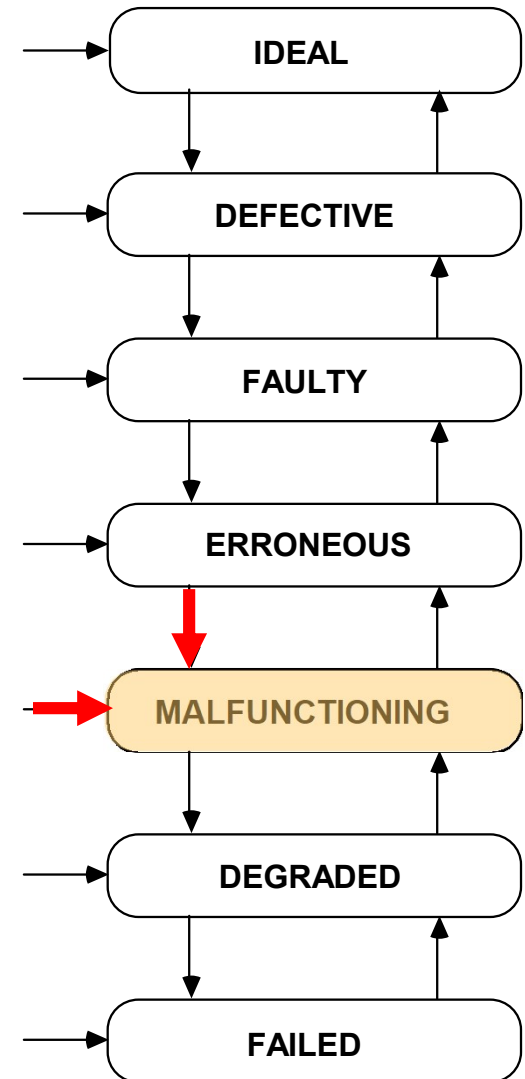 IDEAL
DEFECTIVE
FAULTY
ERRONEOUS
MALFUNCTIONING
DEGRADED
FAILED